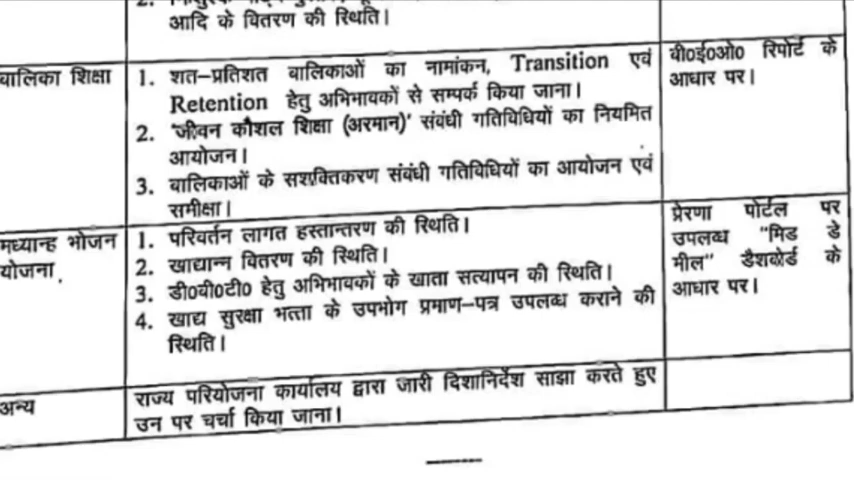 आदि के वितरण की स्थिति।
बालिका शिक्षा
1. शत–प्रतिशत बालिकाओं का नामांकन, Transition एवं
Retention हेतु अभिभावकों से सम्पर्क किया जाना।
2. 'जीवन कौशल शिक्षा (अरमान)' संबंधी गतिविधियों का नियमित
आयोजन।
3. बालिकाओं के सशक्तिकरण संबंधी गतिविधियों का आयोजन एवं
समीक्षा।
बी0ई0ओ0 रिपोर्ट के
आधार पर।
मध्यान्ह भोजन
योजना
1. परिवर्तन लागत हस्तान्तरण की स्थिति।
2. खाद्यान्न वितरण की स्थिति।
3. डी0बी0टी0 हेतु अभिभावकों के खाता सत्यापन की स्थिति।
4. खाद्य सुरक्षा भत्ता के उपभोग प्रमाण–पत्र उपलब्ध कराने की
स्थिति।
प्रेरणा पोर्टल पर
उपलब्ध "मिड डे
मील" डैशबोर्ड के
आधार पर।
अन्य
राज्य परियोजना कार्यालय द्वारा जारी दिशानिर्देश साझा करते हुए
उन पर चर्चा किया जाना।